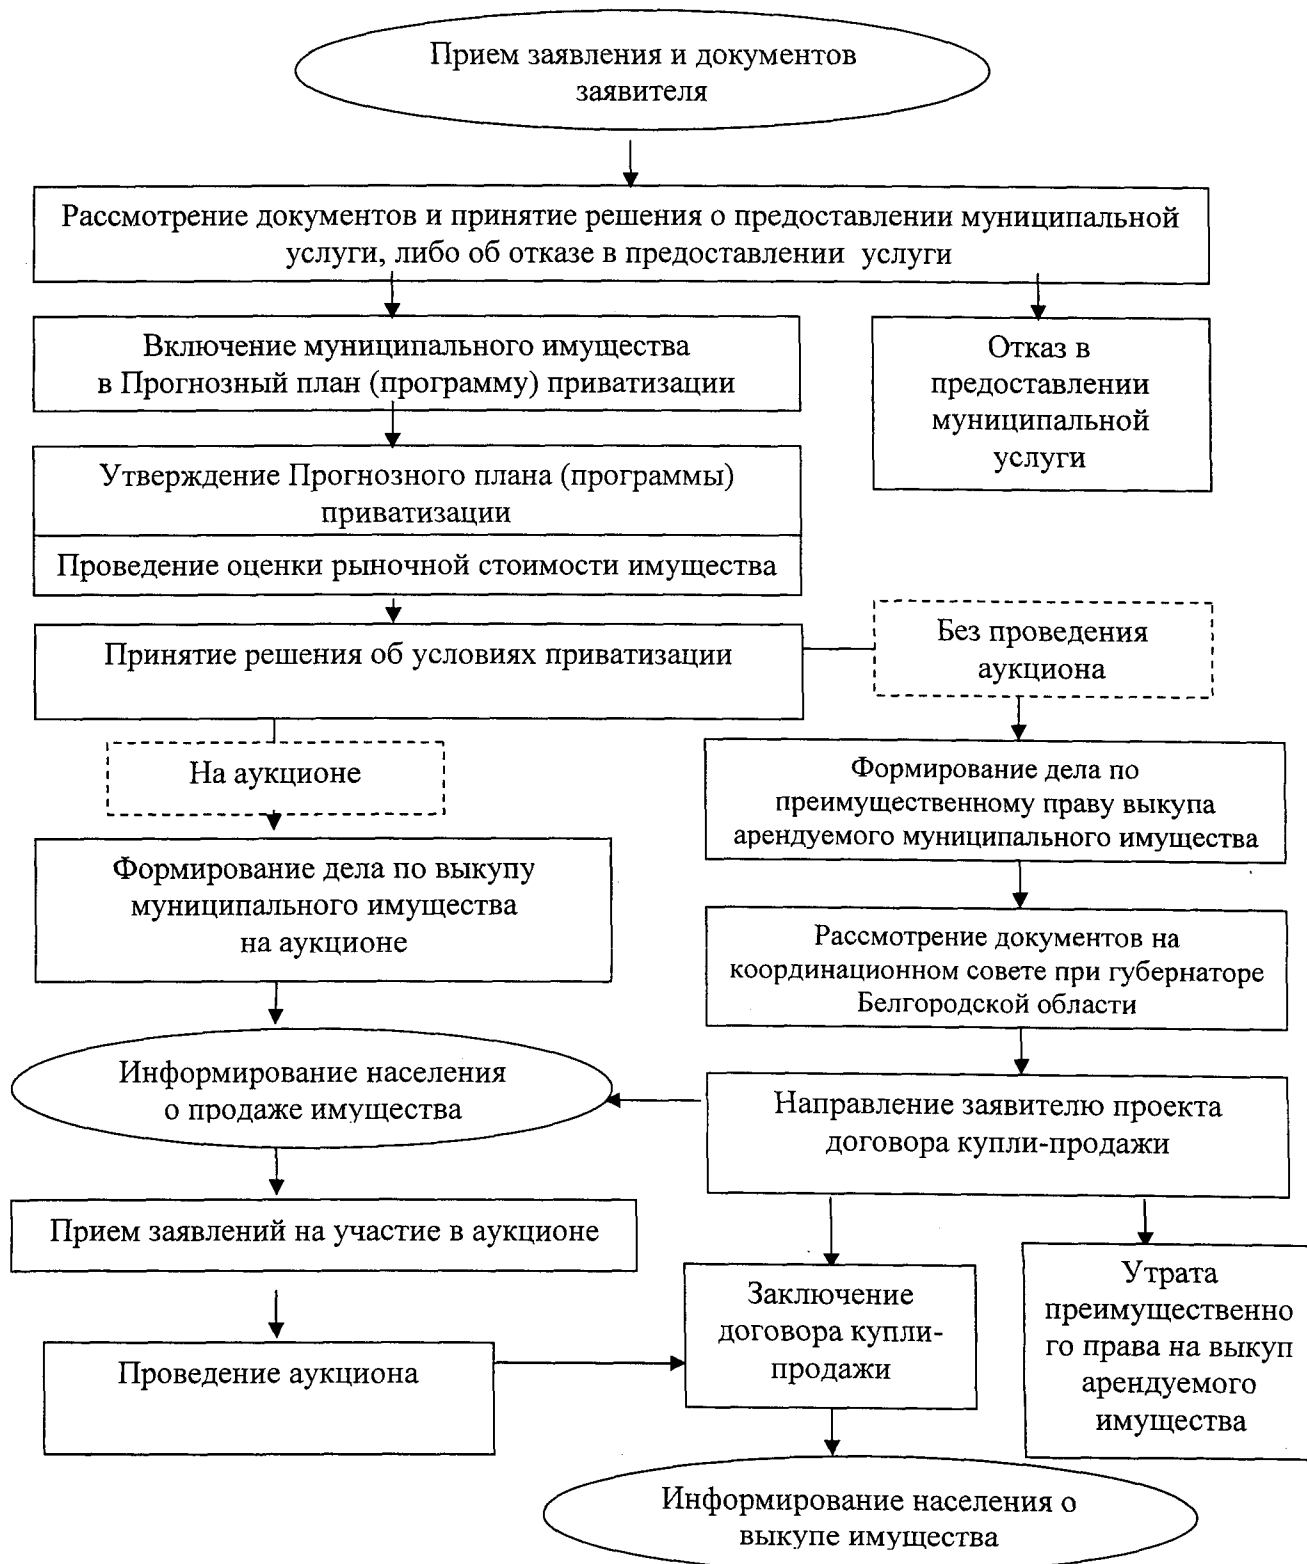 Прием заявления и документов
заявителя
Рассмотрение документов и принятие решения о предоставлении муниципальной
услуги, либо об отказе в предоставлении услуги
Включение муниципального имущества
в Прогнозный план (программу) приватизации
Отказ в
предоставлении
муниципальной
услуги
Утверждение Прогнозного плана (программы)
приватизации
Проведение оценки рыночной стоимости имущества
Принятие решения об условиях приватизации
Без проведения
аукциона
На аукционе
Формирование дела по
преимущественному праву выкупа
арендуемого муниципального имущества
Формирование дела по выкупу
муниципального имущества
на аукционе
Рассмотрение документов на
координационном совете при губернаторе
Белгородской области
Информирование населения
о продаже имущества
Направление заявителю проекта
договора купли-продажи
Прием заявлений на участие в аукционе
Заключение
договора купли-
продажи
Утрата
преимущественно
го права на выкуп
арендуемого
имущества
Проведение аукциона
Информирование населения о
выкупе имущества